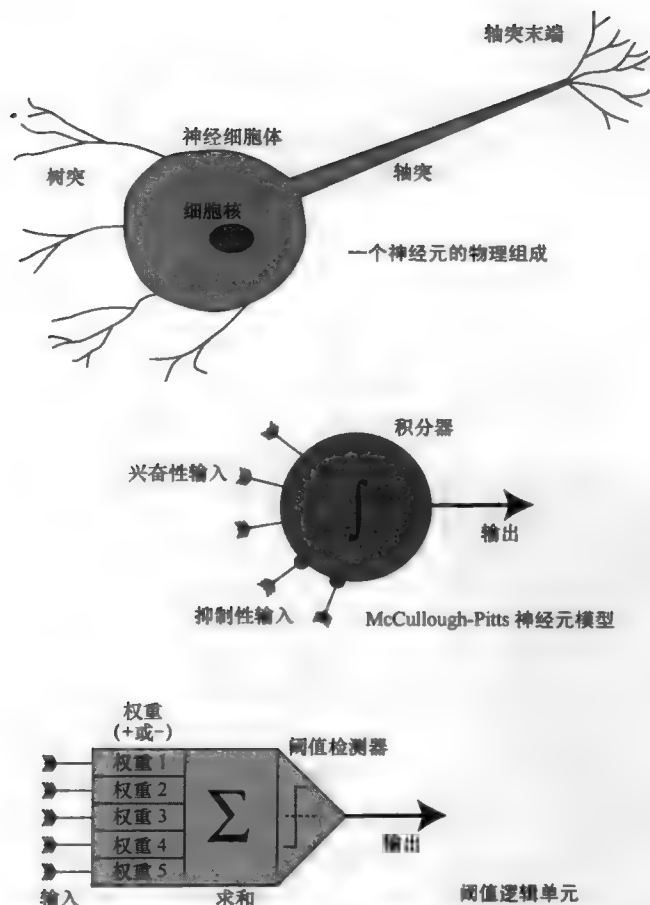 轴突末端
神经细胞体
树突
轴突
细胞核
一个神经元的物理组成
积分器
兴奋性输入
∫
输出
抑制性输入
McCullough-Pitts 神经元模型
权重
(+或-)
阈值检测器
权重 1
权重 2
权重 3
权重 4
权重 5
Σ
输出
输入
求和
阈值逻辑单元